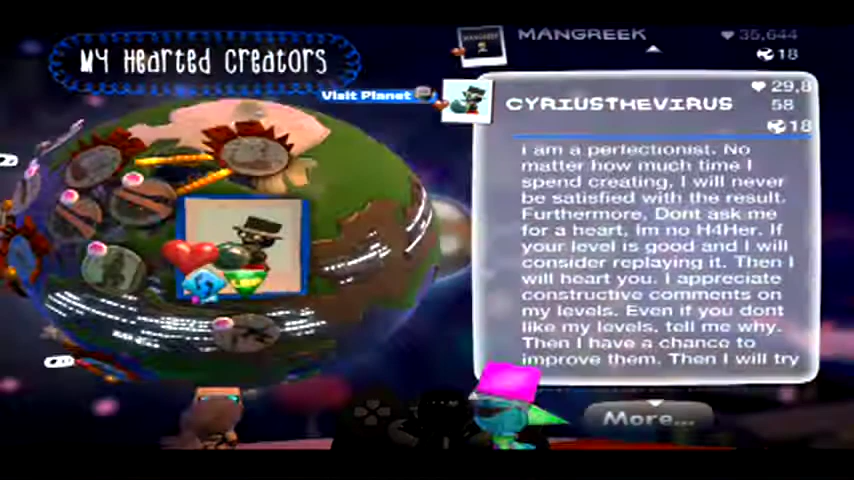 My Hearted Creators
MANGREEK
35,644
18
Visit Planet
CYRIUSTHEVIRUS
29,8
58
18
I am a perfectionist. No
matter how much time I
spend creating, I will never
be satisfied with the result.
Furthermore, Dont ask me
for a heart, Im no H4Her. If
your level is good and I will
consider replaying it. Then I
will heart you. I appreciate
constructive comments on
my levels. Even if you dont
like my levels, tell me why.
Then I have a chance to
improve them. Then I will try
More...